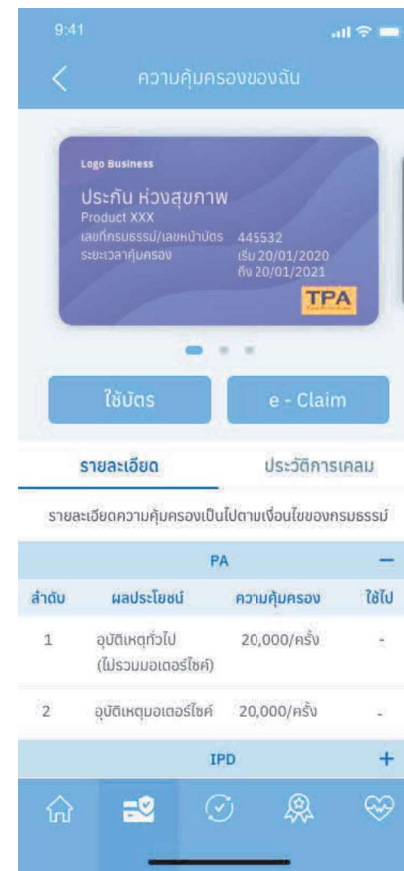 9:41
ความคุ้มครองของฉัน
Logo Business
ประกัน ห่วงสุขภาพ
Product XXX
เลขที่กรมธรรม์/เลขหน้าบัตร 445532
ระยะเวลาคุ้มครอง เริ่ม 20/01/2020
ถึง 20/01/2021
TPA
ใช้บัตร e - Claim
รายละเอียด ประวัติการเคลม
รายละเอียดความคุ้มครองเป็นไปตามเงื่อนไขของกรมธรรม์
PA −
ลำดับ ผลประโยชน์ ความคุ้มครอง ใช้ไป
1 อุบัติเหตุทั่วไป 20,000/ครั้ง -
(ไม่รวมมอเตอร์ไซค์)
2 อุบัติเหตุมอเตอร์ไซค์ 20,000/ครั้ง -
IPD +